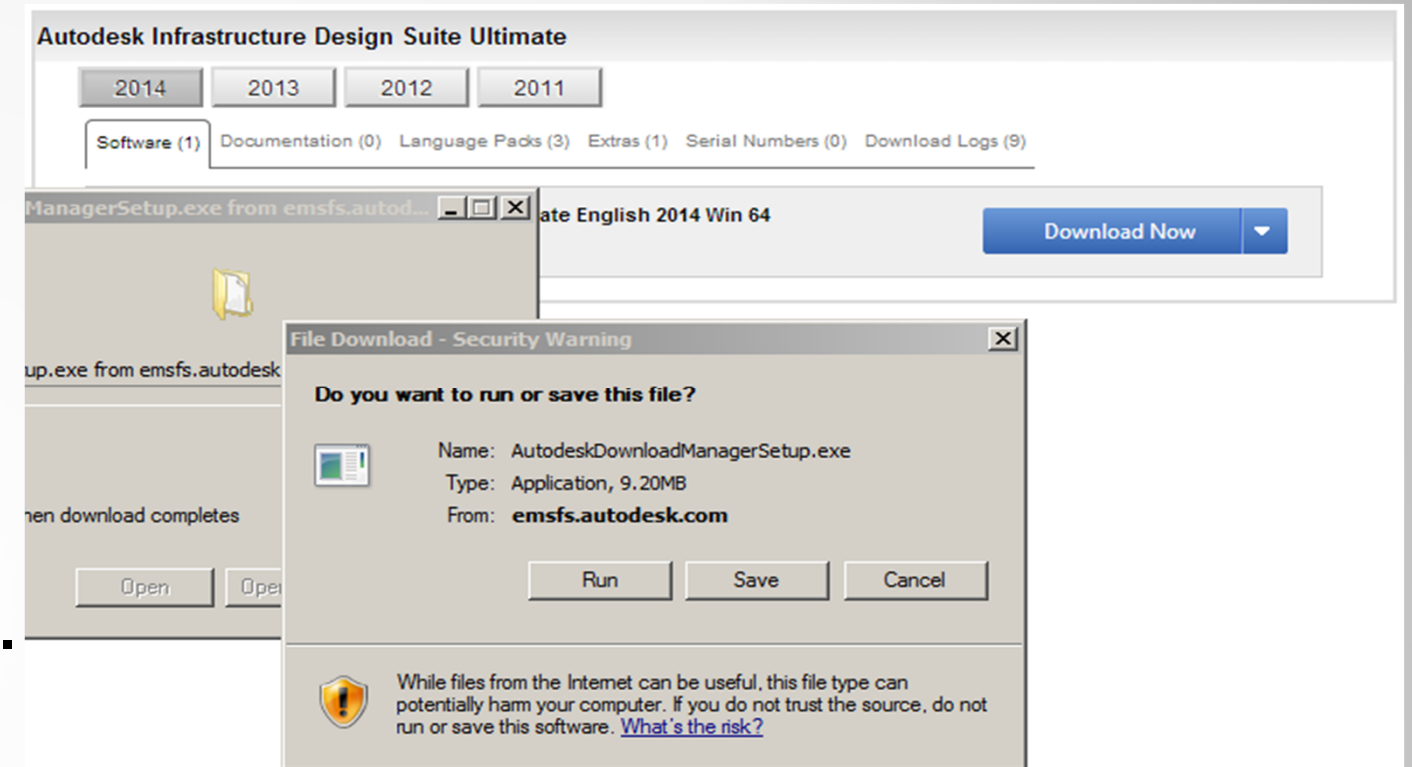 Autodesk Infrastructure Design Suite Ultimate
2014 2013 2012 2011
Software (1) Documentation (0) Language Packs (3) Extras (1) Serial Numbers (0) Download Logs (9)
ManagerSetup.exe from emsfs.autod...
ate English 2014 Win 64
Download Now
up.exe from emsfs.autodesk
hen download completes
Open Ope
File Download - Security Warning
Do you want to run or save this file?
Name: AutodeskDownloadManagerSetup.exe
Type: Application, 9.20MB
From: emsfs.autodesk.com
Run Save Cancel
While files from the Internet can be useful, this file type can
potentially harm your computer. If you do not trust the source, do not
run or save this software. What's the risk?